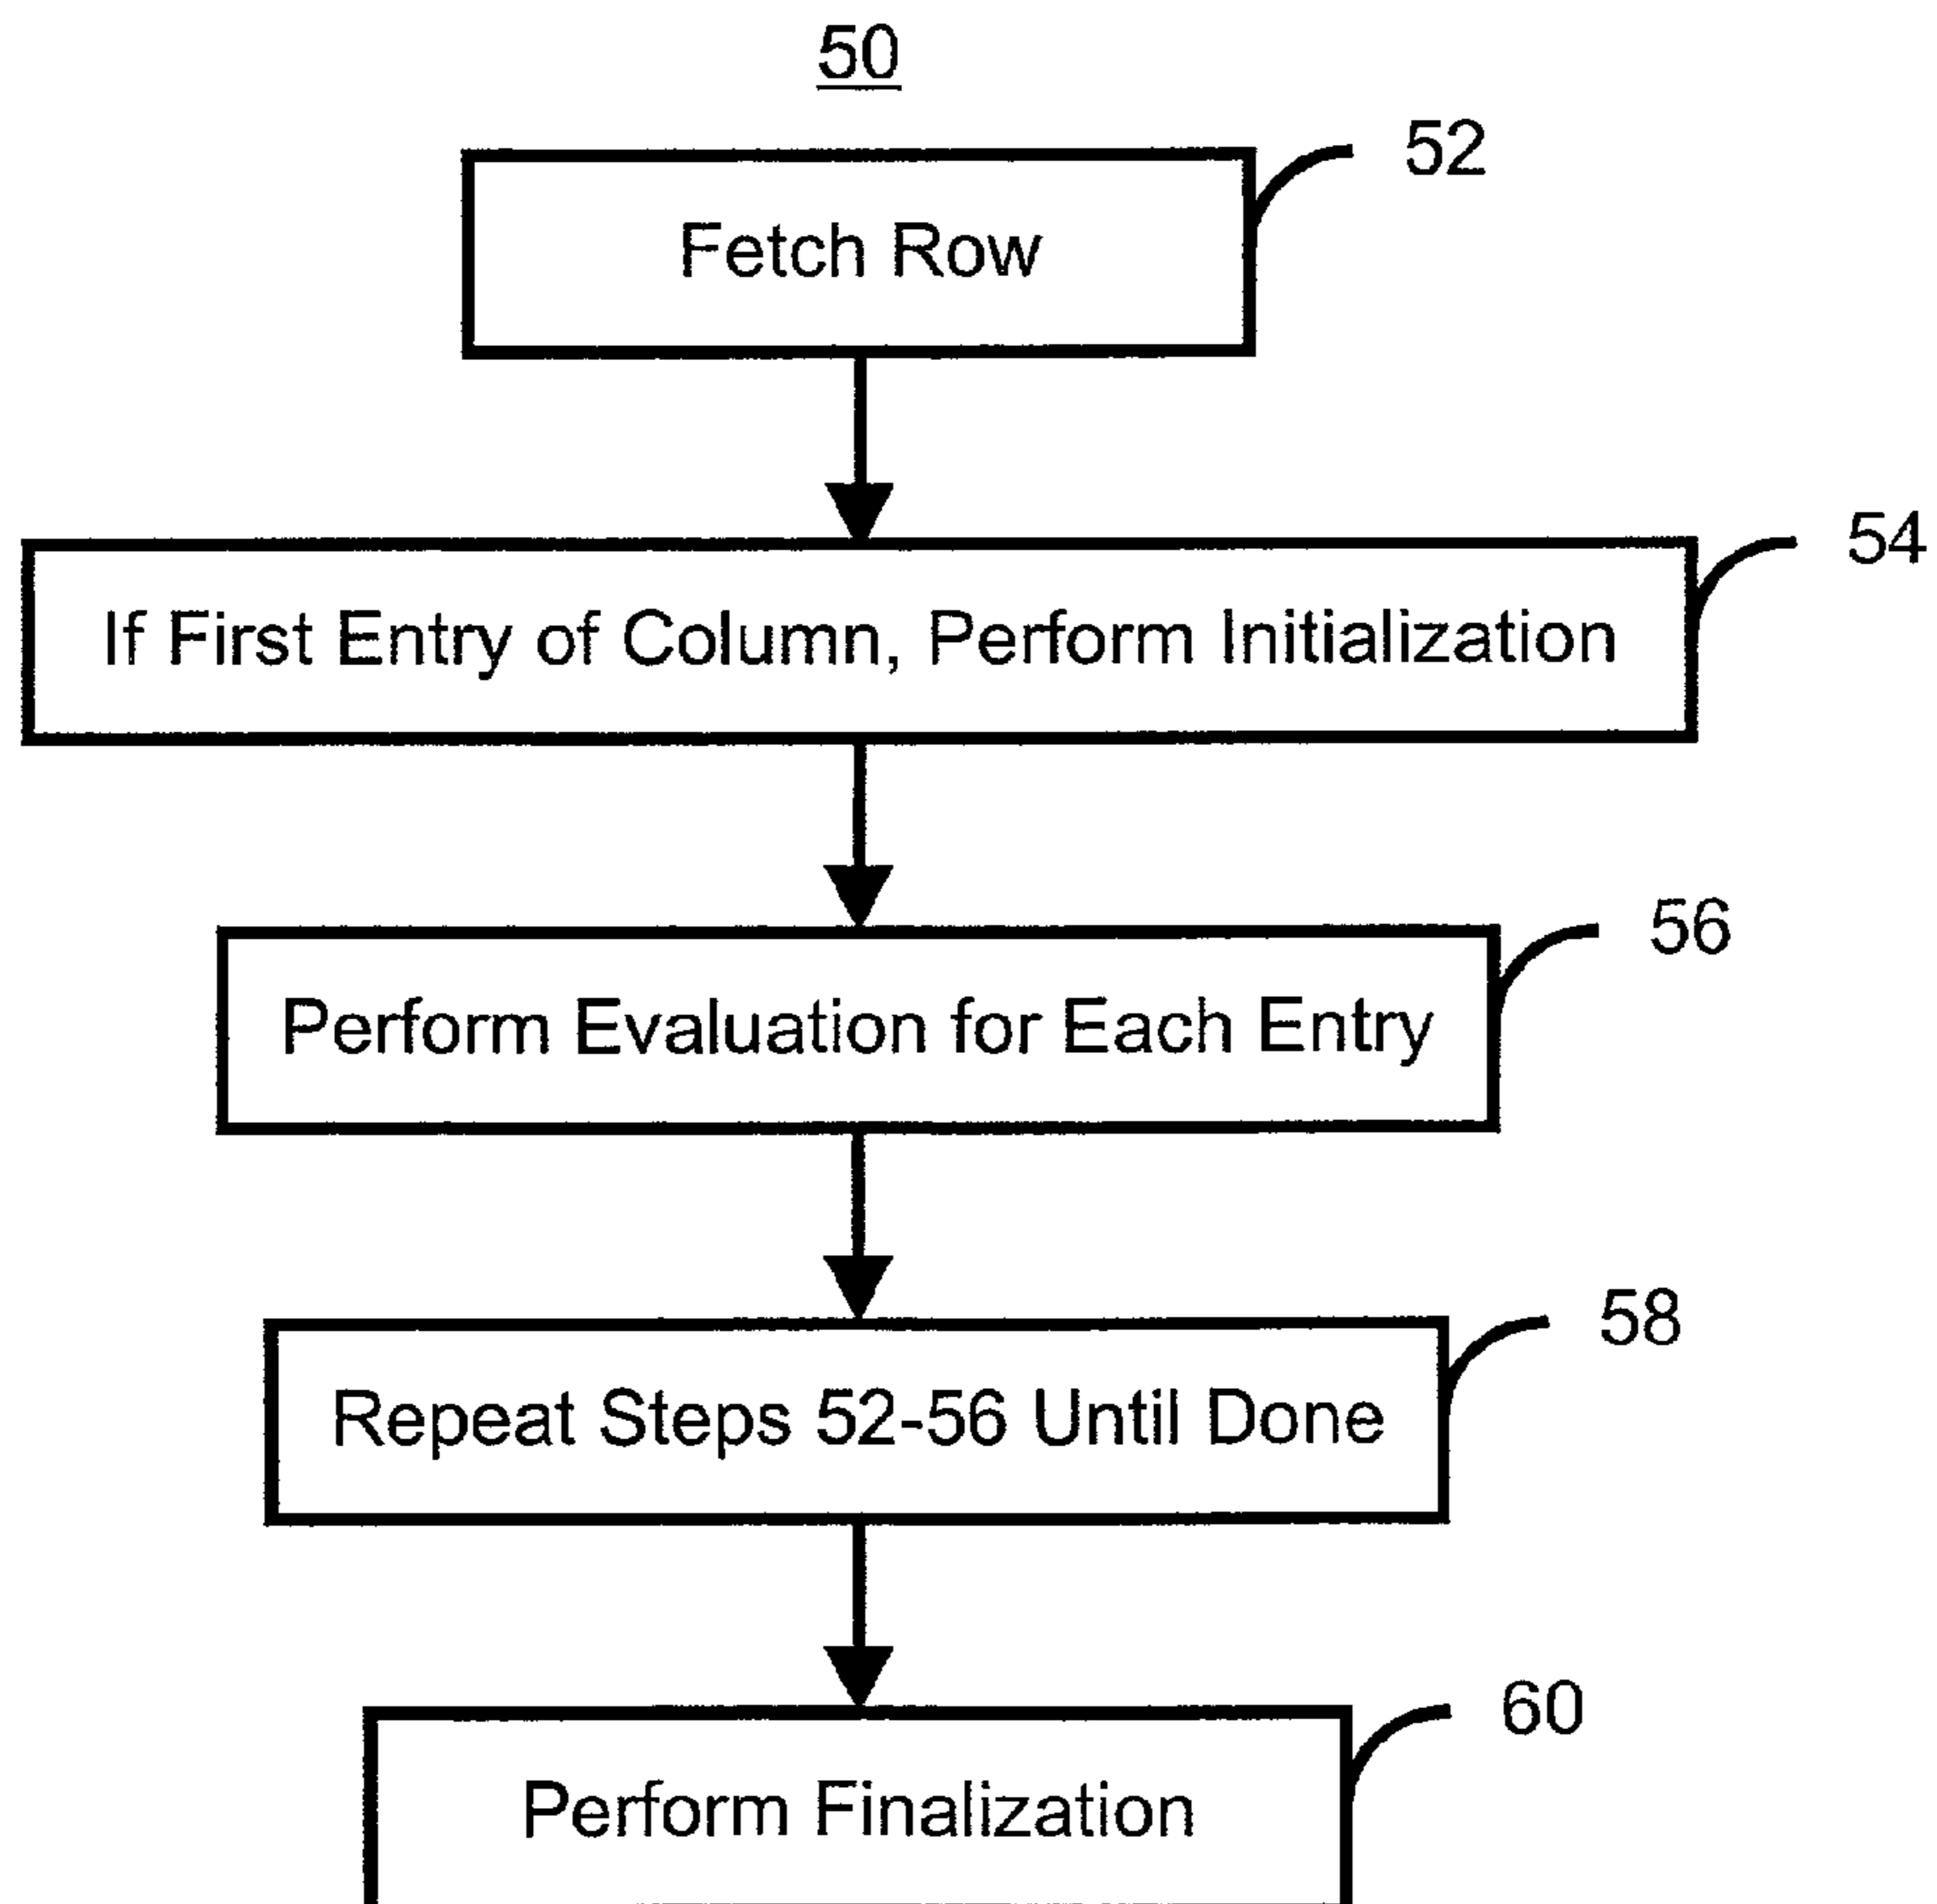 50
52
Fetch Row
54
If First Entry of Column, Perform Initialization
56
Perform Evaluation for Each Entry
58
Repeat Steps 52-56 Until Done
60
Perform Finalization